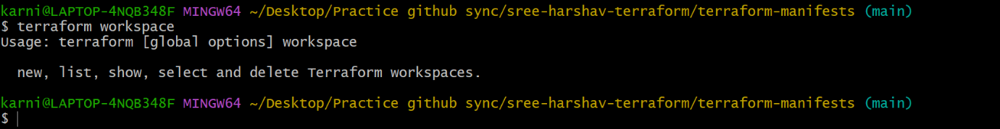 karni@LAPTOP-4NQB348F MINGW64 ~/Desktop/Practice github sync/sree-harshav-terraform/terraform-manifests (main)
$ terraform workspace
Usage: terraform [global options] workspace
new, list, show, select and delete Terraform workspaces.
karni@LAPTOP-4NQB348F MINGW64 ~/Desktop/Practice github sync/sree-harshav-terraform/terraform-manifests (main)
$